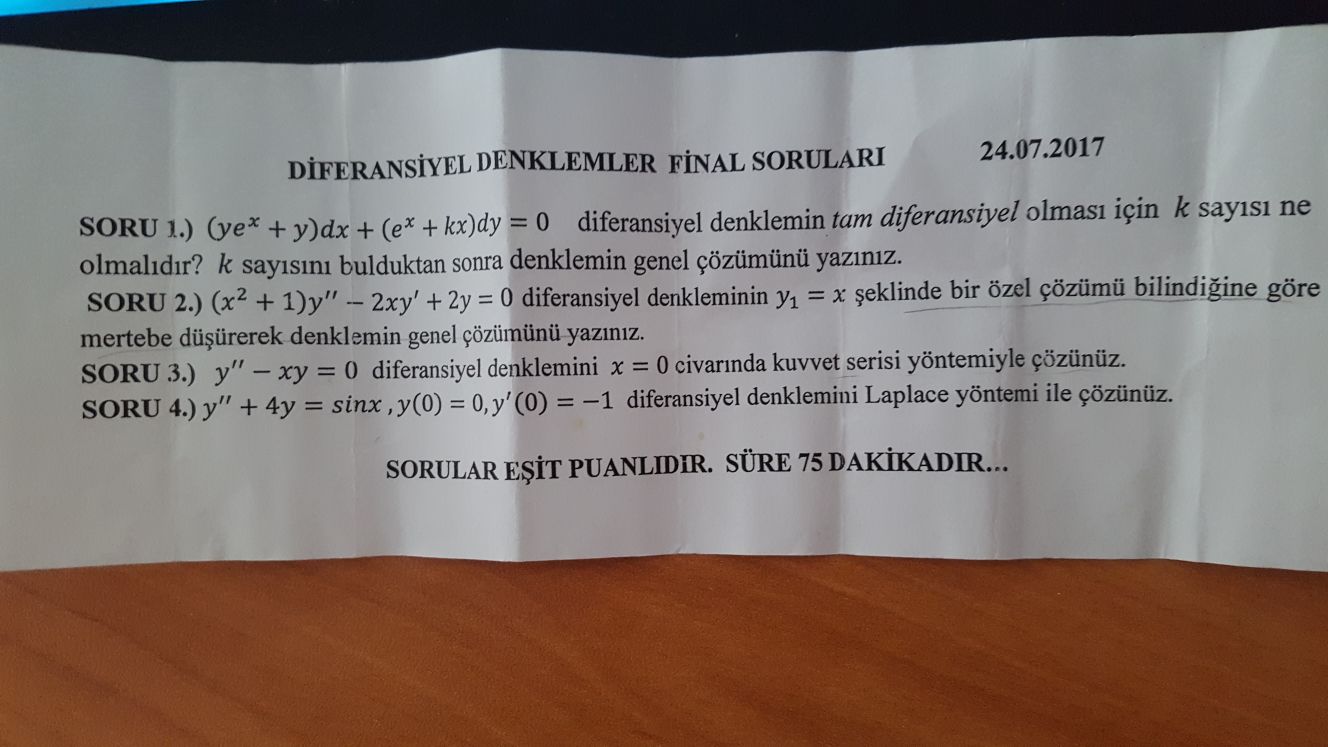 DİFERANSİYEL DENKLEMLER FİNAL SORULARI 24.07.2017
SORU 1.) (yeˣ + y)dx + (eˣ + kx)dy = 0 diferansiyel denklemin tam diferansiyel olması için k sayısı ne
olmalıdır? k sayısını bulduktan sonra denklemin genel çözümünü yazınız.
SORU 2.) (x² + 1)y′′ − 2xy′ + 2y = 0 diferansiyel denkleminin y₁ = x şeklinde bir özel çözümü bilindiğine göre
mertebe düşürerek denklemin genel çözümünü yazınız.
SORU 3.) y′′ − xy = 0 diferansiyel denklemini x = 0 civarında kuvvet serisi yöntemiyle çözünüz.
SORU 4.) y′′ + 4y = sinx , y(0) = 0, y′(0) = −1 diferansiyel denklemini Laplace yöntemi ile çözünüz.
SORULAR EŞİT PUANLIDIR. SÜRE 75 DAKİKADIR...